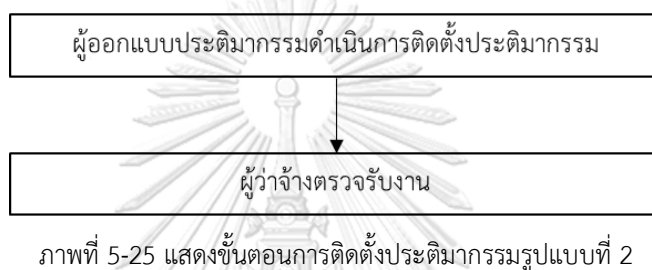 ผู้ออกแบบประติมากรรมดำเนินการติดตั้งประติมากรรม
ผู้ว่าจ้างตรวจรับงาน
ภาพที่ 5-25 แสดงขั้นตอนการติดตั้งประติมากรรมรูปแบบที่ 2